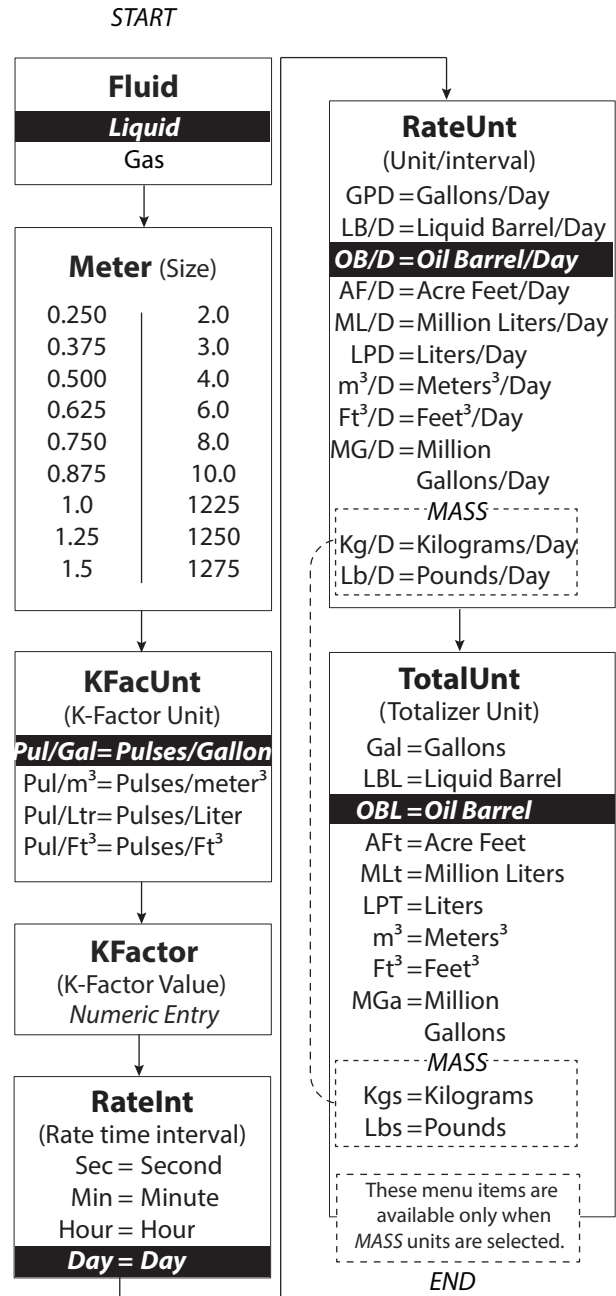 START
Fluid
Liquid
Gas
Meter (Size)
0.250 2.0
0.375 3.0
0.500 4.0
0.625 6.0
0.750 8.0
0.875 10.0
1.0 1225
1.25 1250
1.5 1275
KFacUnt
(K-Factor Unit)
Pul/Gal= Pulses/Gallon
Pul/m³= Pulses/meter³
Pul/Ltr= Pulses/Liter
Pul/Ft³= Pulses/Ft³
KFactor
(K-Factor Value)
Numeric Entry
RateInt
(Rate time interval)
Sec = Second
Min = Minute
Hour = Hour
Day = Day
RateUnt
(Unit/interval)
GPD = Gallons/Day
LB/D = Liquid Barrel/Day
OB/D = Oil Barrel/Day
AF/D = Acre Feet/Day
ML/D = Million Liters/Day
LPD = Liters/Day
m³/D = Meters³/Day
Ft³/D = Feet³/Day
MG/D = Million
Gallons/Day
MASS
Kg/D = Kilograms/Day
Lb/D = Pounds/Day
TotalUnt
(Totalizer Unit)
Gal = Gallons
LBL = Liquid Barrel
OBL = Oil Barrel
AFt = Acre Feet
MLt = Million Liters
LPT = Liters
m³ = Meters³
Ft³ = Feet³
MGa = Million
Gallons
MASS
Kgs = Kilograms
Lbs = Pounds
These menu items are
available only when
MASS units are selected.
END